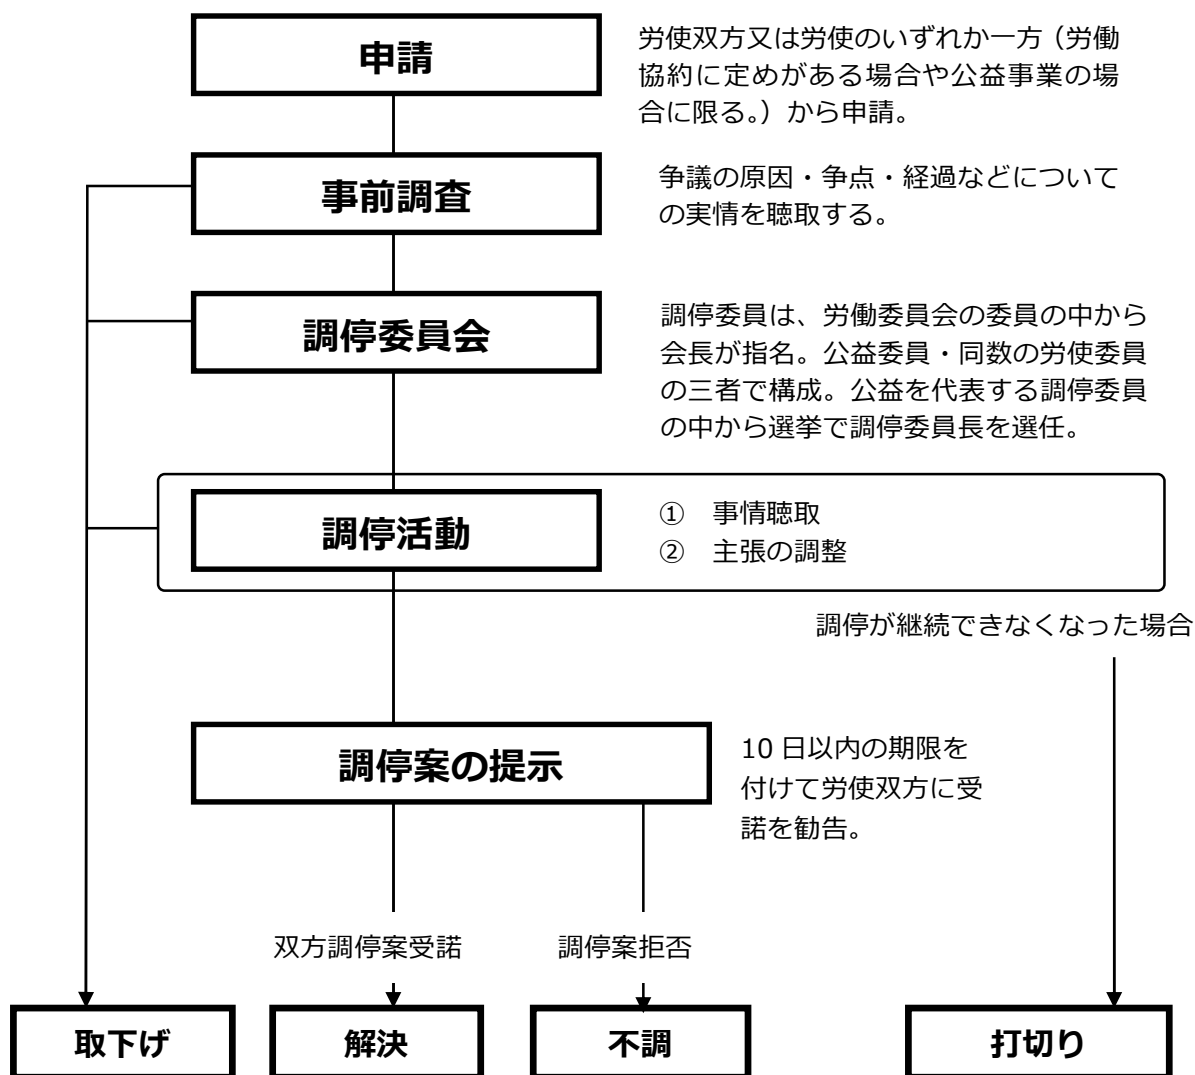 申請
労使双方又は労使のいずれか一方（労働
協約に定めがある場合や公益事業の場
合に限る。）から申請。
事前調査
争議の原因・争点・経過などについて
の実情を聴取する。
調停委員会
調停委員は、労働委員会の委員の中から
会長が指名。公益委員・同数の労使委員
の三者で構成。公益を代表する調停委員
の中から選挙で調停委員長を選任。
調停活動
① 事情聴取
② 主張の調整
調停が継続できなくなった場合
調停案の提示
10 日以内の期限を
付けて労使双方に受
諾を勧告。
双方調停案受諾
調停案拒否
取下げ
解決
不調
打切り